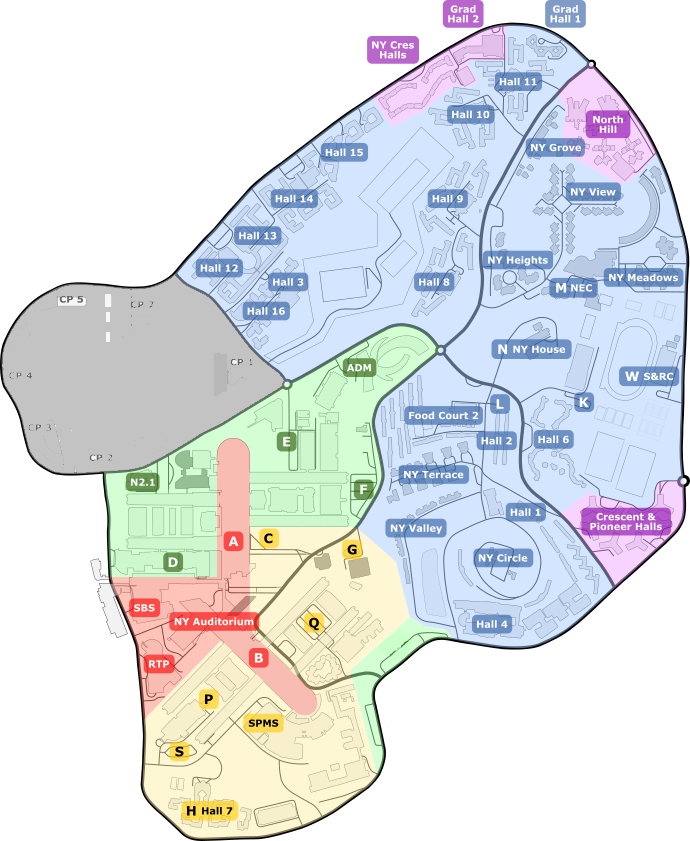 Grad
Hall 2
Grad
Hall 1
NY Cres
Halls
Hall 11
Hall 10
North
Hill
NY Grove
Hall 15
NY View
Hall 14
Hall 9
Hall 13
NY Heights
Hall 12
NY Meadows
Hall 3
Hall 8
M NEC
CP 5
CP 2
Hall 16
N NY House
CP 1
ADM
CP 4
W S&RC
L
K
Food Court 2
CP 3
E
Hall 2
Hall 6
CP 2
NY Terrace
N2.1
F
Hall 1
Crescent &
Pioneer Halls
NY Valley
A
C
G
D
NY Circle
SBS
NY Auditorium
Q
Hall 4
RTP
B
P
SPMS
S
H Hall 7